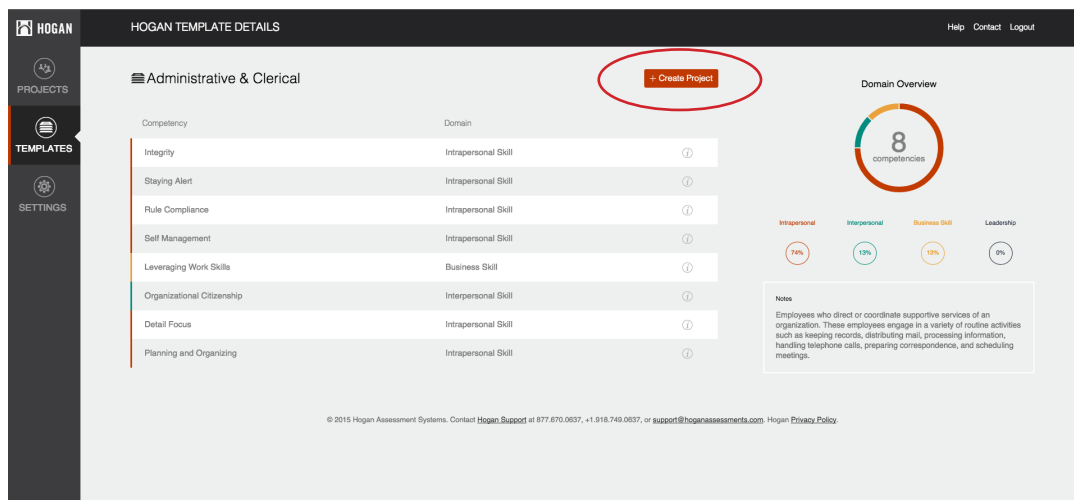 HOGAN
HOGAN TEMPLATE DETAILS
Help Contact Logout
PROJECTS
TEMPLATES
SETTINGS
Administrative & Clerical
+ Create Project
Competency Domain
Integrity Intrapersonal Skill i
Staying Alert Intrapersonal Skill i
Rule Compliance Intrapersonal Skill i
Self Management Intrapersonal Skill i
Leveraging Work Skills Business Skill i
Organizational Citizenship Interpersonal Skill i
Detail Focus Intrapersonal Skill i
Planning and Organizing Intrapersonal Skill i
Domain Overview
8
competencies
Intrapersonal Interpersonal Business Skill Leadership
74% 13% 13% 0%
Notes
Employees who direct or coordinate supportive services of an
organization. These employees engage in a variety of routine activities
such as keeping records, distributing mail, processing information,
handling telephone calls, preparing correspondence, and scheduling
meetings.
© 2015 Hogan Assessment Systems. Contact Hogan Support at 877.670.0637, +1.918.749.0637, or support@hoganassessments.com. Hogan Privacy Policy.